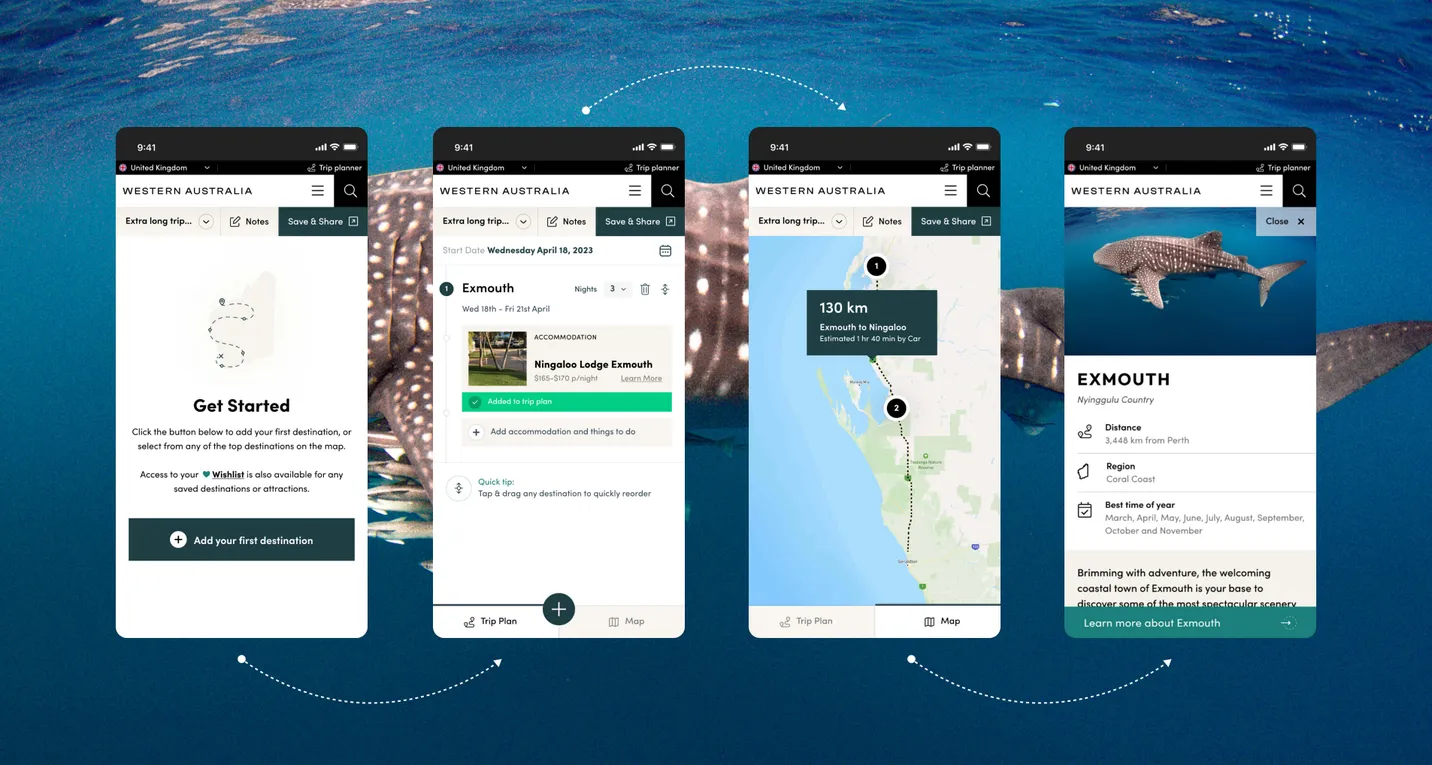 9:41
United Kingdom
Trip planner
WESTERN AUSTRALIA
Extra long trip...
Notes
Save & Share
Get Started
Click the button below to add your first destination, or
select from any of the top destinations on the map.
Access to your Wishlist is also available for any
saved destinations or attractions.
Add your first destination
9:41
United Kingdom
Trip planner
WESTERN AUSTRALIA
Extra long trip...
Notes
Save & Share
Start Date Wednesday April 18, 2023
1 Exmouth Nights 3
Wed 18th - Fri 21st April
ACCOMMODATION
Ningaloo Lodge Exmouth
$165–$170 p/night Learn More
Added to trip plan
Add accommodation and things to do
Quick tip:
Tap & drag any destination to quickly reorder
Trip Plan
Map
9:41
United Kingdom
Trip planner
WESTERN AUSTRALIA
Extra long trip...
Notes
Save & Share
1
130 km
Exmouth to Ningaloo
Estimated 1 hr 40 min by Car
2
Trip Plan
Map
9:41
United Kingdom
Trip planner
WESTERN AUSTRALIA
Close
EXMOUTH
Nyinggulu Country
Distance
3,448 km from Perth
Region
Coral Coast
Best time of year
March, April, May, June, July, August, September,
October and November
Brimming with adventure, the welcoming
coastal town of Exmouth is your base to
discover some of the most spectacular scenery
Learn more about Exmouth